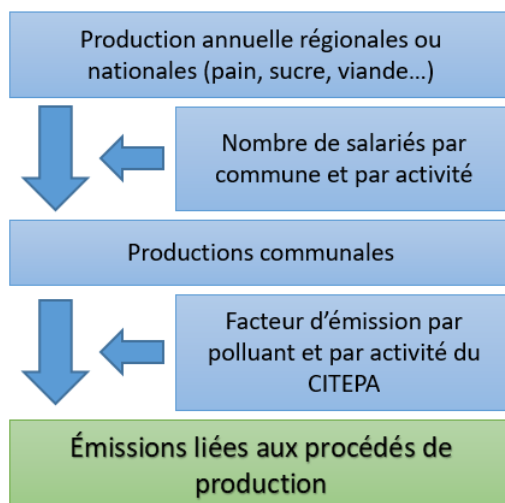 Production annuelle régionales ou
nationales (pain, sucre, viande…)
Nombre de salariés par
commune et par activité
Productions communales
Facteur d’émission par
polluant et par activité du
CITEPA
Émissions liées aux procédés de
production